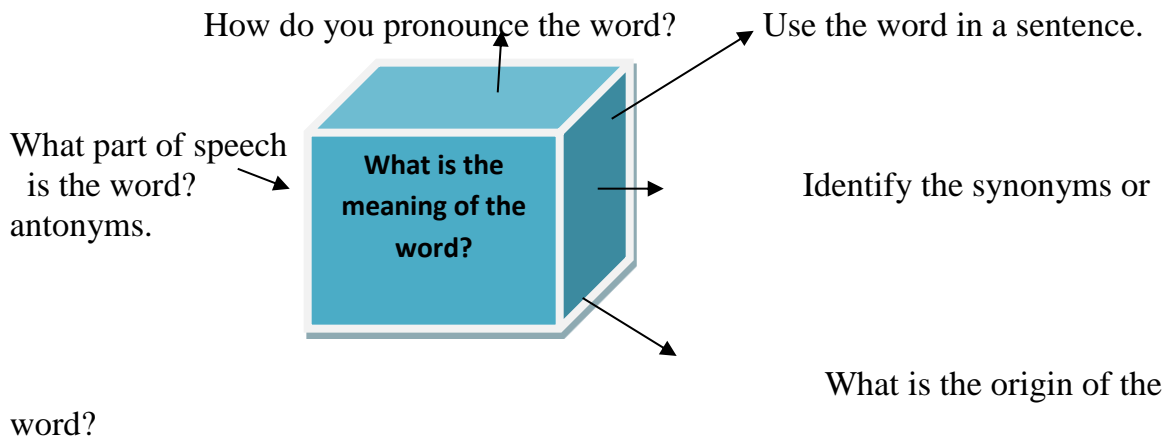 How do you pronounce the word? Use the word in a sentence.
What part of speech
is the word?
What is the
meaning of the
word?
Identify the synonyms or
antonyms.
What is the origin of the
word?